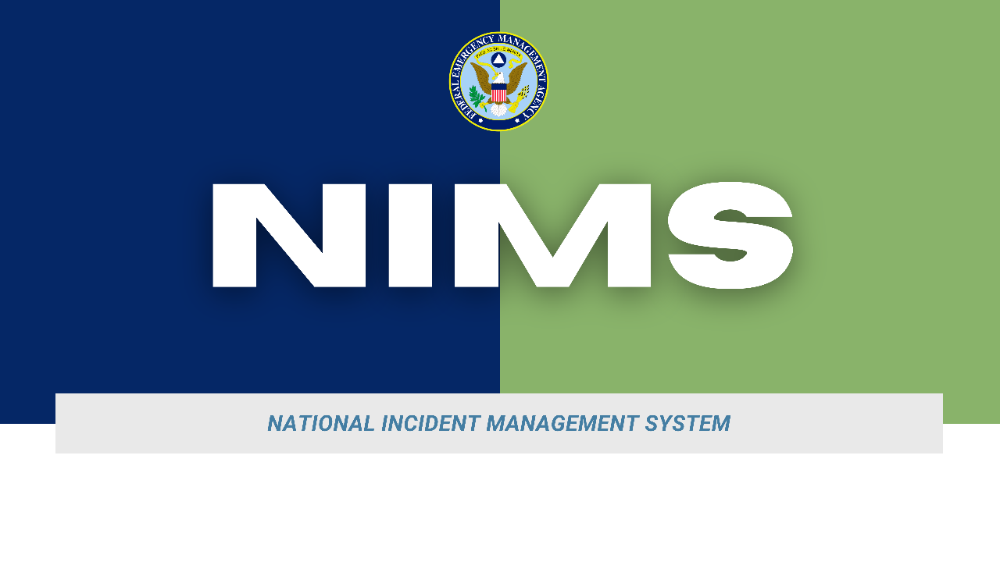 FEDERAL EMERGENCY MANAGEMENT AGENCY
NIMS
NATIONAL INCIDENT MANAGEMENT SYSTEM